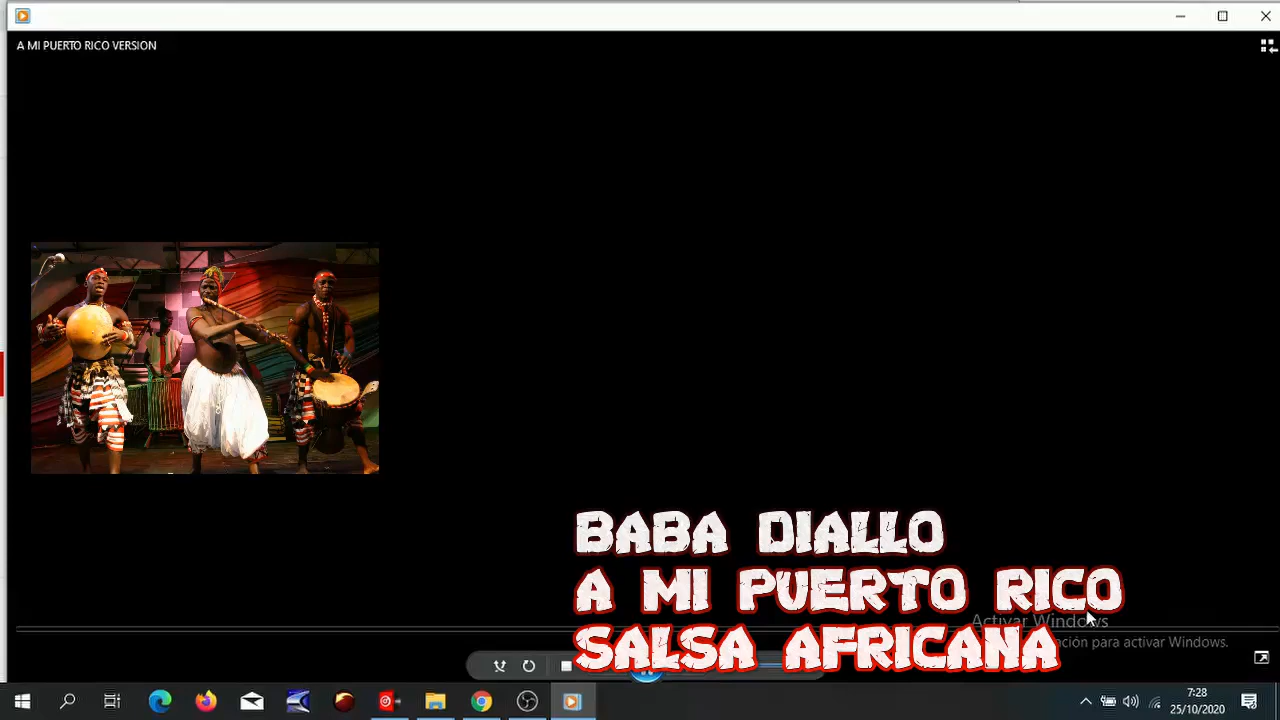 A MI PUERTO RICO VERSION
BABA DIALLO
A MI PUERTO RICO
SALSA AFRICANA
Activar Windows
para activar Windows.
7:28
25/10/2020